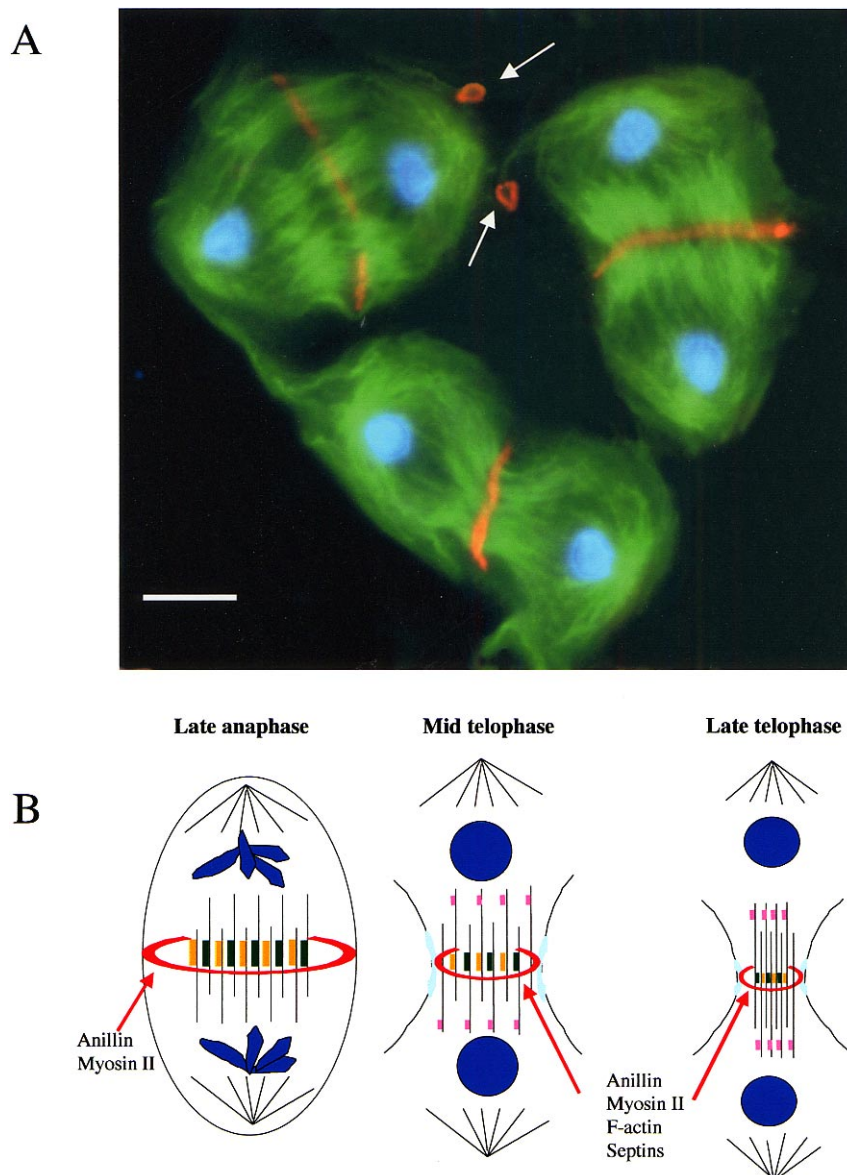 A
B
Late anaphase
Mid telophase
Late telophase
Anillin
Myosin II
Anillin
Myosin II
F-actin
Septins